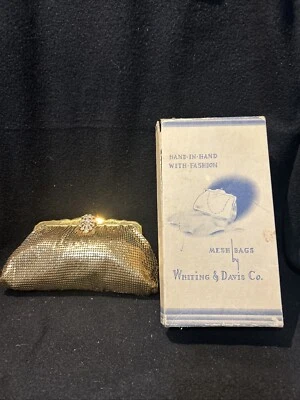 HAND-IN-HAND
WITH FASHION
MESH BAGS
by
WHITING & DAVIS CO.